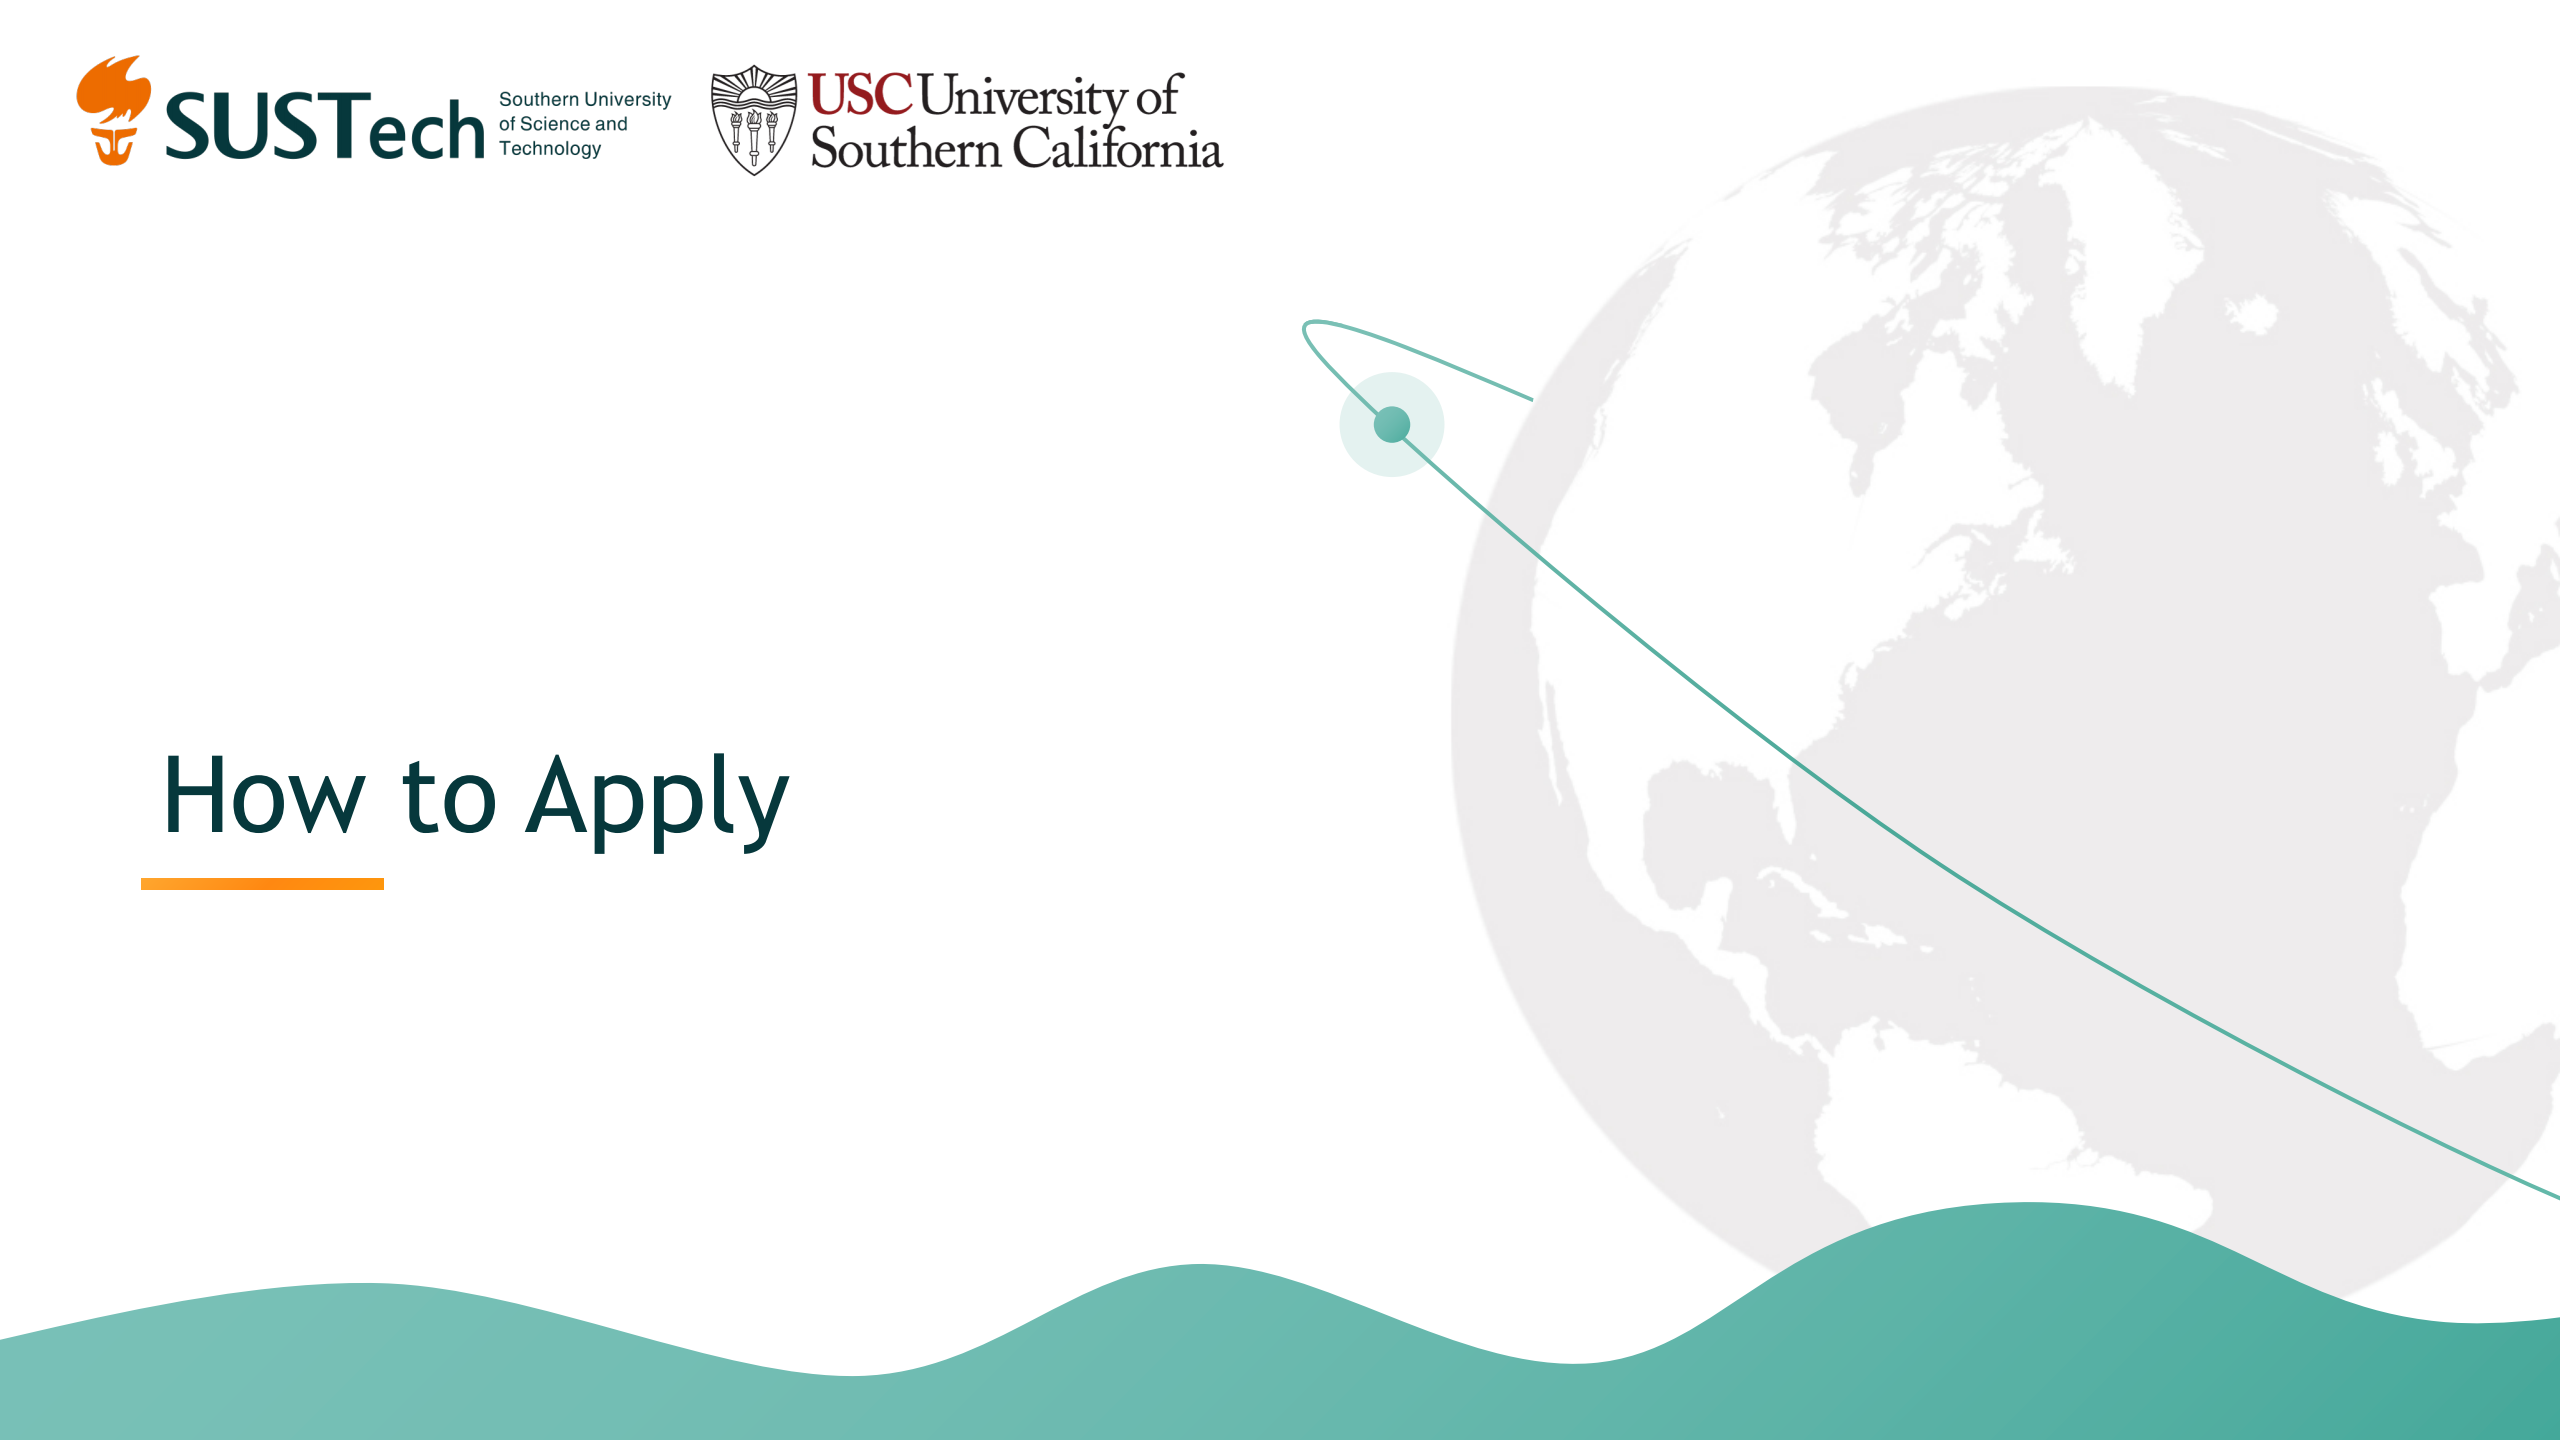 SUSTech
Southern University
of Science and
Technology
USC University of
Southern California
How to Apply